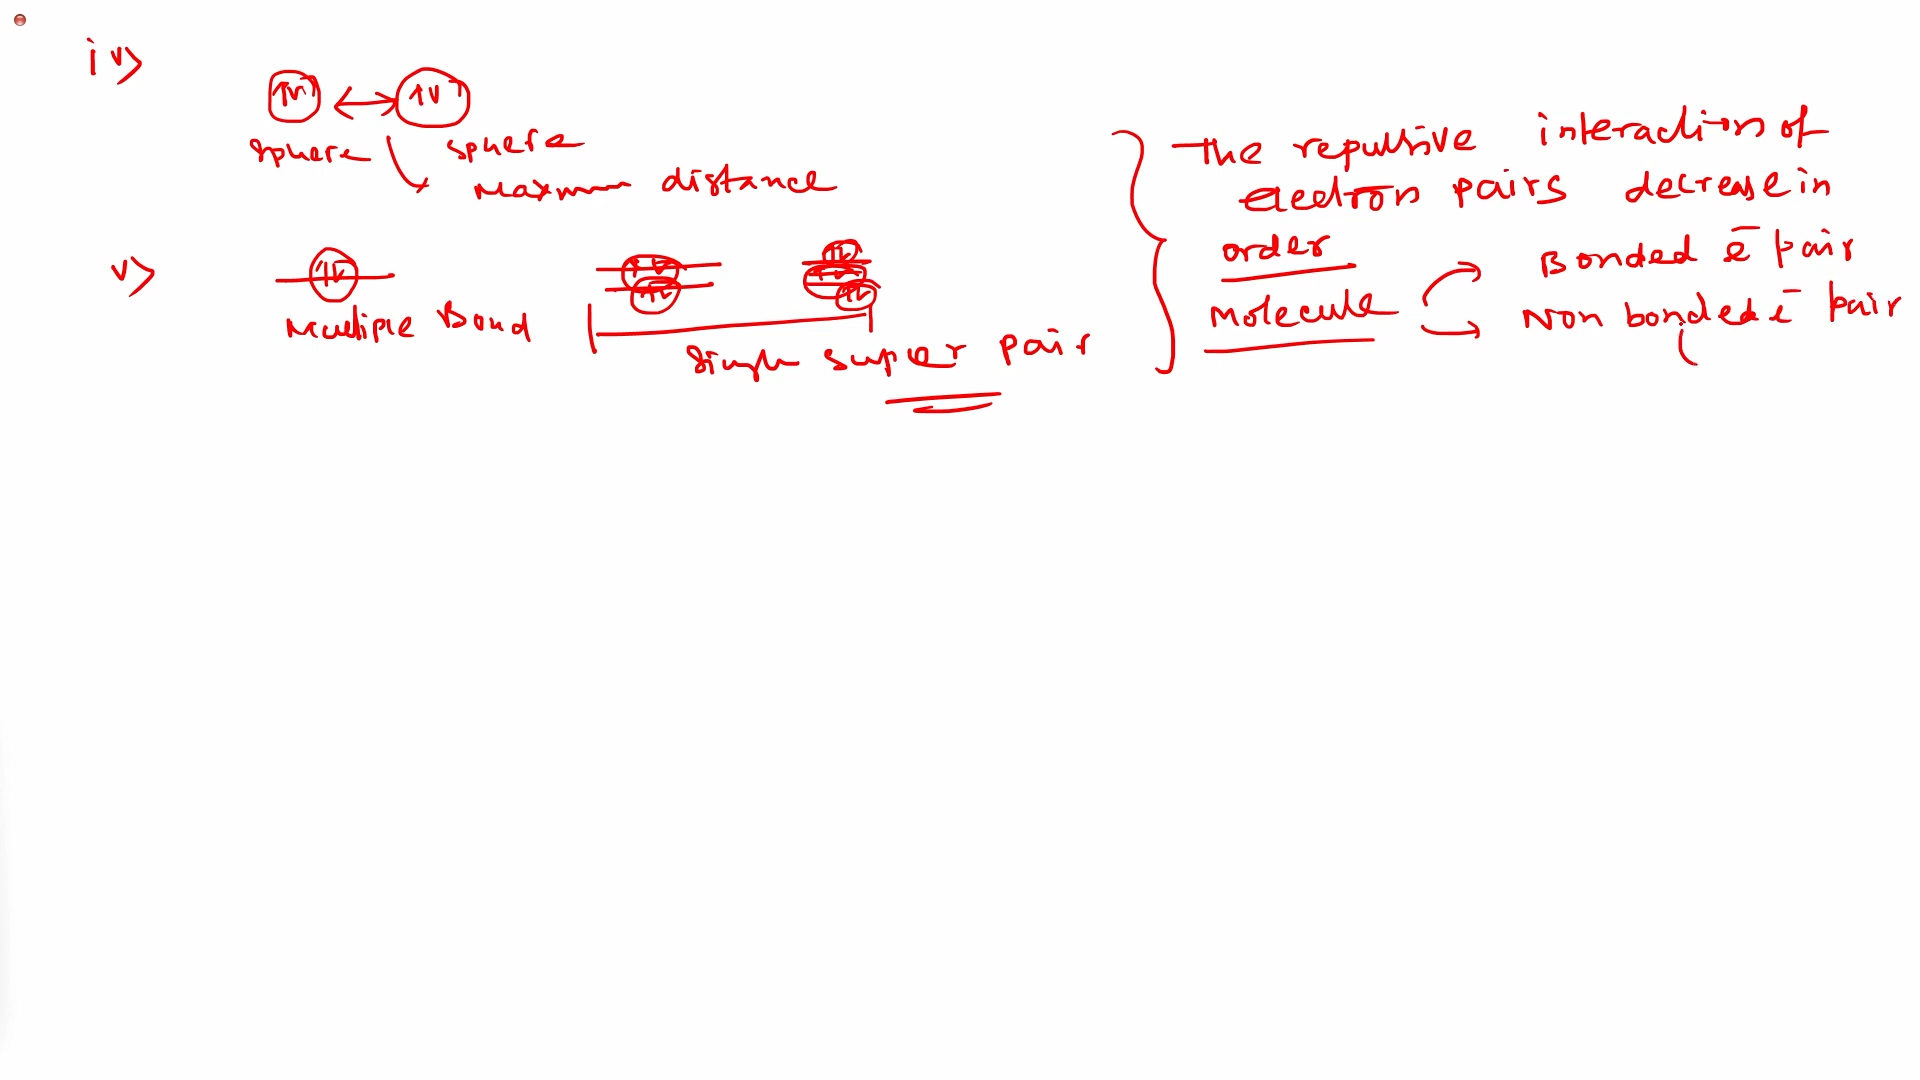 iv>
↑↓ ↔ ↑↓
sphere sphere
Maximum distance
v> ↑↓ ↑↓ ↑↓ ↑↓ ↑↓ ↑↓
Multiple Bond
Single super pair
The repulsive interaction of
electron pairs decrease in
order
Molecule
Bonded ē pair
Non bonded ē pair
(